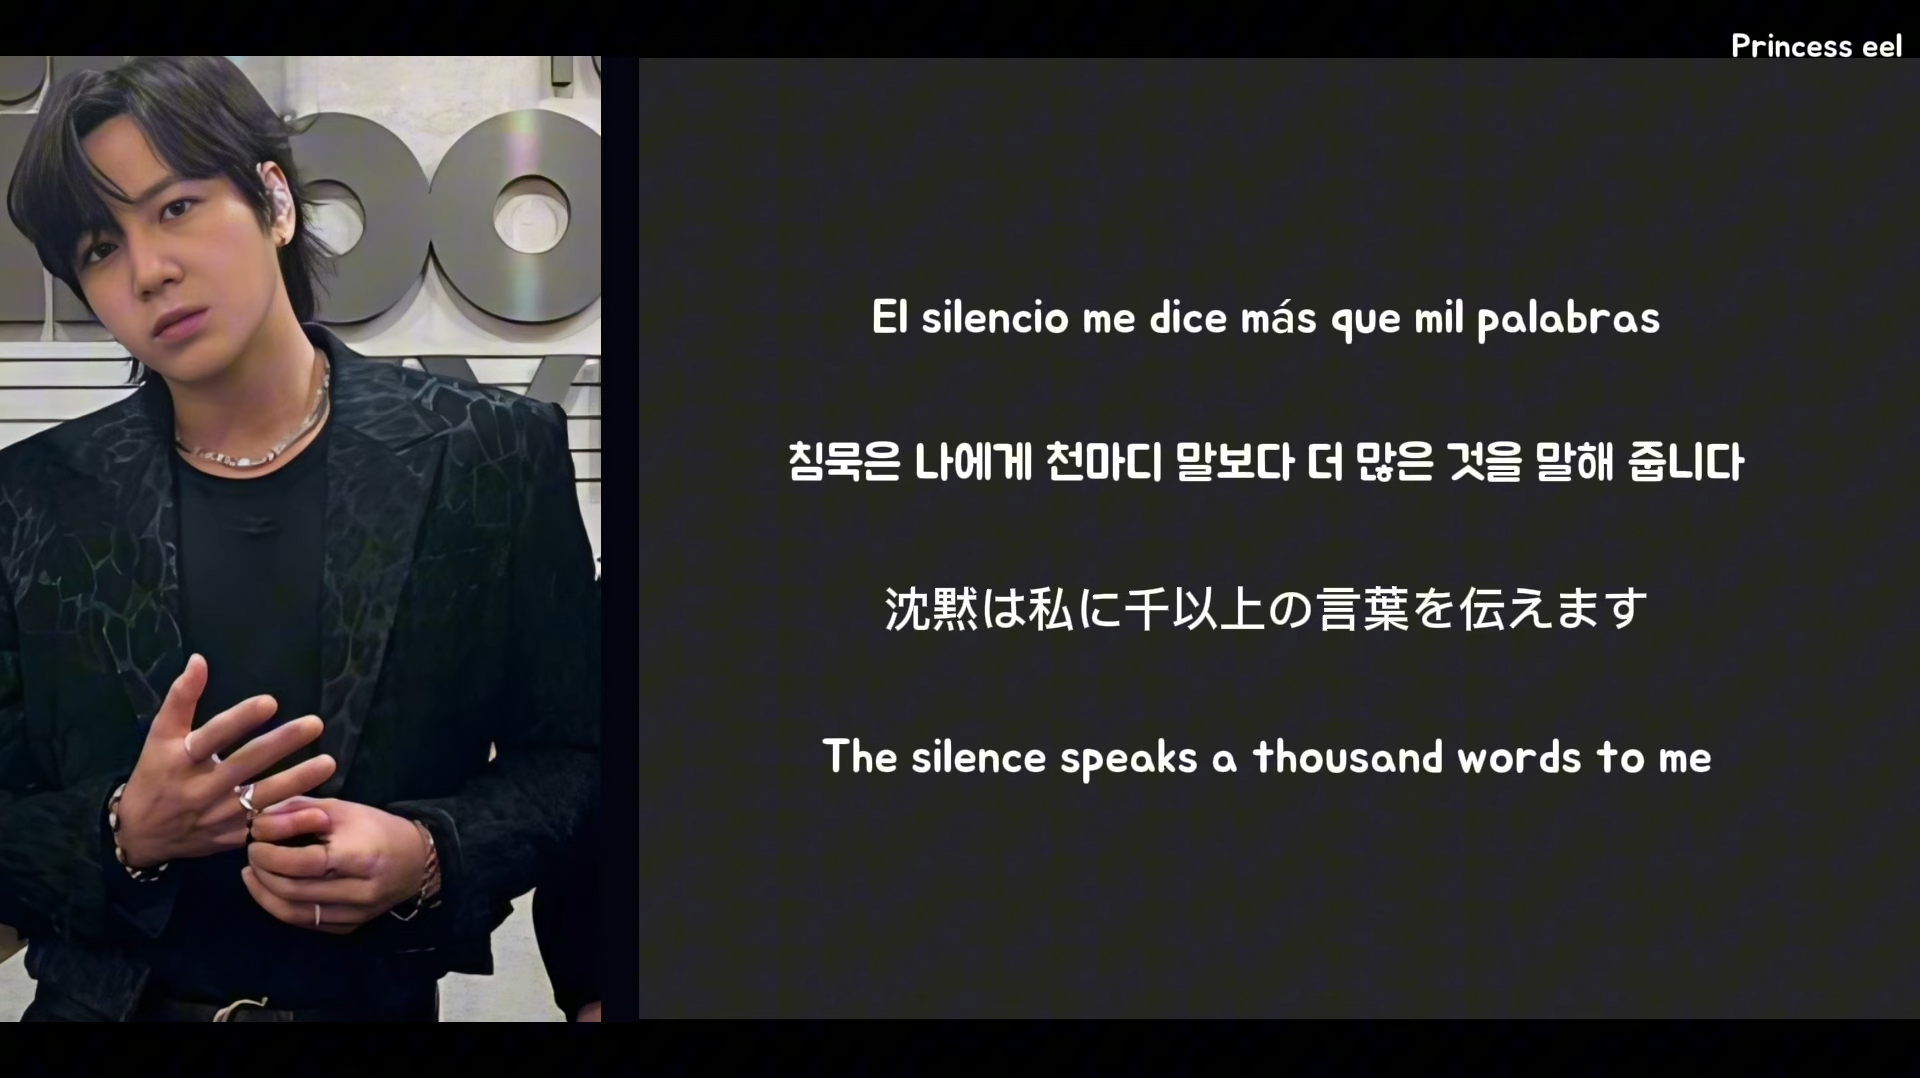 Princess eel
El silencio me dice más que mil palabras
침묵은 나에게 천마디 말보다 더 많은 것을 말해 줍니다
沈黙は私に千以上の言葉を伝えます
The silence speaks a thousand words to me